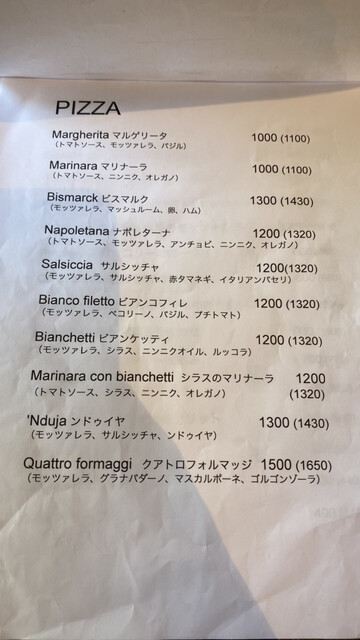 PIZZA
Margherita マルゲリータ 1000 (1100)
(トマトソース、モッツァレラ、バジル)
Marinara マリナーラ 1000 (1100)
(トマトソース、ニンニク、オレガノ)
Bismarck ビスマルク 1300 (1430)
(モッツァレラ、マッシュルーム、卵、ハム)
Napoletana ナポレターナ 1200 (1320)
(トマトソース、モッツァレラ、アンチョビ、ニンニク、オレガノ)
Salsiccia サルシッチャ 1200(1320)
(モッツァレラ、サルシッチャ、赤タマネギ、イタリアンパセリ)
Bianco filetto ビアンコフィレ 1200 (1320)
(モッツァレラ、ペコリーノ、バジル、プチトマト)
Bianchetti ビアンケッティ 1200 (1320)
(モッツァレラ、シラス、ニンニクオイル、ルッコラ)
Marinara con bianchetti シラスのマリナーラ 1200
(トマトソース、シラス、ニンニク、オレガノ) (1320)
'Nduja ンドゥイヤ 1300 (1430)
(モッツァレラ、サルシッチャ、ンドゥイヤ)
Quattro formaggi クアトロフォルマッジ 1500 (1650)
(モッツァレラ、グラナパダーノ、マスカルポーネ、ゴルゴンゾーラ)